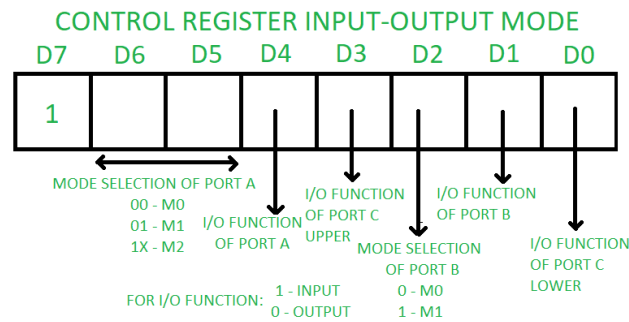 CONTROL REGISTER INPUT-OUTPUT MODE
D7 D6 D5 D4 D3 D2 D1 D0
1
MODE SELECTION OF PORT A
00 - M0
01 - M1
1X - M2
I/O FUNCTION
OF PORT A
I/O FUNCTION
OF PORT C
UPPER
MODE SELECTION
OF PORT B
0 - M0
1 - M1
I/O FUNCTION
OF PORT B
I/O FUNCTION
OF PORT C
LOWER
FOR I/O FUNCTION:
1 - INPUT
0 - OUTPUT